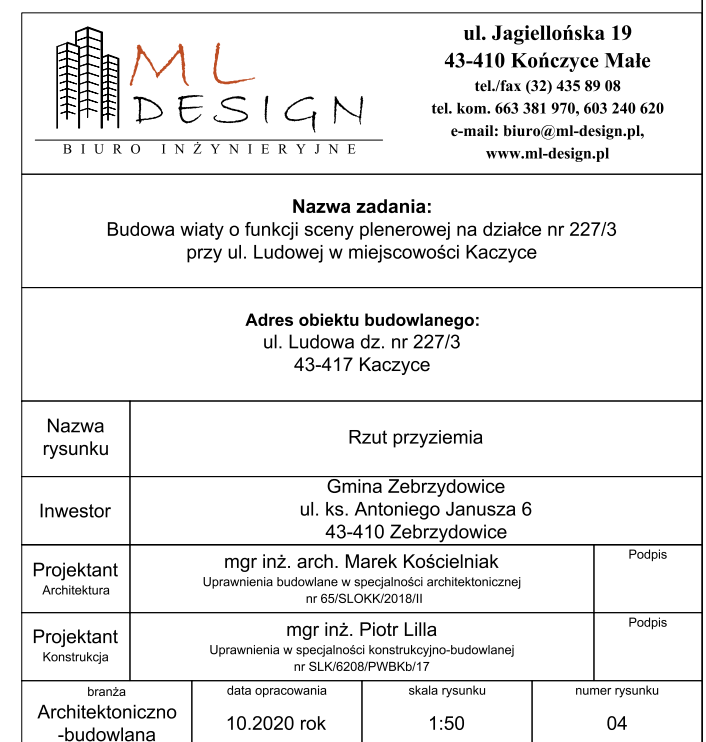 ML
DESIGN
BIURO INŻYNIERYJNE
ul. Jagiellońska 19
43-410 Kończyce Małe
tel./fax (32) 435 89 08
tel. kom. 663 381 970, 603 240 620
e-mail: biuro@ml-design.pl,
www.ml-design.pl
Nazwa zadania:
Budowa wiaty o funkcji sceny plenerowej na działce nr 227/3
przy ul. Ludowej w miejscowości Kaczyce
Adres obiektu budowlanego:
ul. Ludowa dz. nr 227/3
43-417 Kaczyce
Nazwa
rysunku
Rzut przyziemia
Inwestor
Gmina Zebrzydowice
ul. ks. Antoniego Janusza 6
43-410 Zebrzydowice
Projektant
Architektura
mgr inż. arch. Marek Kościelniak
Uprawnienia budowlane w specjalności architektonicznej
nr 65/SLOKK/2018/II
Podpis
Projektant
Konstrukcja
mgr inż. Piotr Lilla
Uprawnienia w specjalności konstrukcyjno-budowlanej
nr SLK/6208/PWBKb/17
Podpis
branża
Architektoniczno
-budowlana
data opracowania
10.2020 rok
skala rysunku
1:50
numer rysunku
04